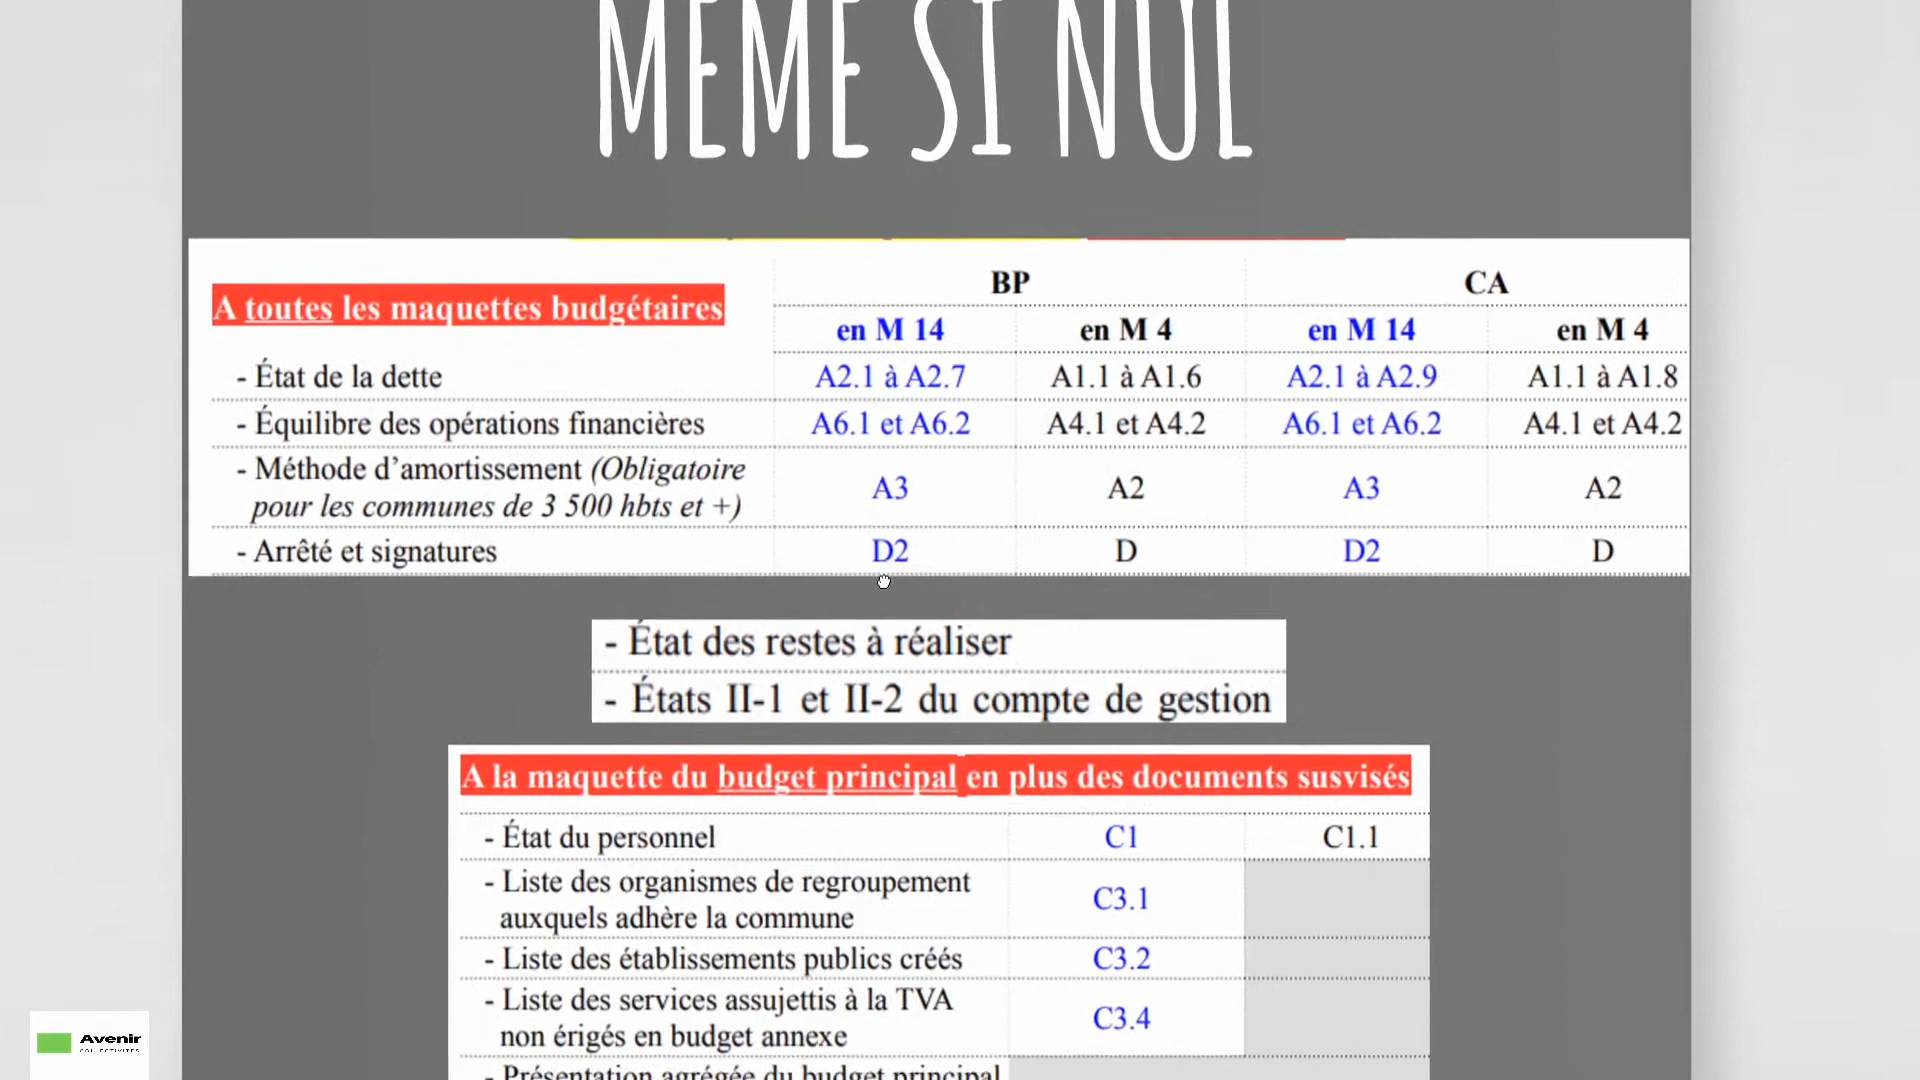 MÊME SI NUL
BP CA
A toutes les maquettes budgétaires
en M 14 en M 4 en M 14 en M 4
- État de la dette A2.1 à A2.7 A1.1 à A1.6 A2.1 à A2.9 A1.1 à A1.8
- Équilibre des opérations financières A6.1 et A6.2 A4.1 et A4.2 A6.1 et A6.2 A4.1 et A4.2
- Méthode d’amortissement (Obligatoire
pour les communes de 3 500 hbts et +) A3 A2 A3 A2
- Arrêté et signatures D2 D D2 D
- État des restes à réaliser
- États II-1 et II-2 du compte de gestion
A la maquette du budget principal en plus des documents susvisés
- État du personnel C1 C1.1
- Liste des organismes de regroupement
auxquels adhère la commune C3.1
- Liste des établissements publics créés C3.2
- Liste des services assujettis à la TVA
non érigés en budget annexe C3.4
- Présentation agrégée du budget principal
Avenir
COLLECTIVITÉS